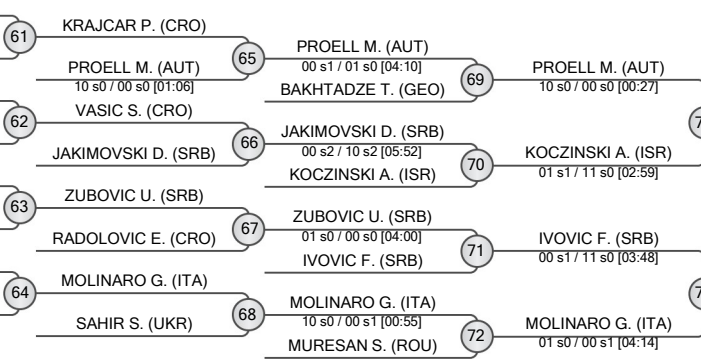 61
KRAJCAR P. (CRO)
65
PROELL M. (AUT)
10 s0 / 00 s0 [01:06]
62
VASIC S. (CRO)
66
JAKIMOVSKI D. (SRB)
63
ZUBOVIC U. (SRB)
67
RADOLOVIC E. (CRO)
64
MOLINARO G. (ITA)
68
SAHIR S. (UKR)
PROELL M. (AUT)
00 s1 / 01 s0 [04:10]
69
BAKHTADZE T. (GEO)
JAKIMOVSKI D. (SRB)
00 s2 / 10 s2 [05:52]
70
KOCZINSKI A. (ISR)
ZUBOVIC U. (SRB)
01 s0 / 00 s0 [04:00]
71
IVOVIC F. (SRB)
MOLINARO G. (ITA)
10 s0 / 00 s1 [00:55]
72
MURESAN S. (ROU)
PROELL M. (AUT)
10 s0 / 00 s0 [00:27]
KOCZINSKI A. (ISR)
01 s1 / 11 s0 [02:59]
IVOVIC F. (SRB)
00 s1 / 11 s0 [03:48]
MOLINARO G. (ITA)
01 s0 / 00 s1 [04:14]